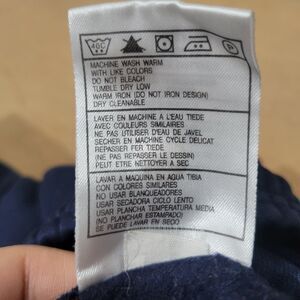 40C
P
MACHINE WASH WARM
WITH LIKE COLORS
DO NOT BLEACH
TUMBLE DRY LOW
WARM IRON (DO NOT IRON DESIGN)
DRY CLEANABLE
LAVER EN MACHINE A L'EAU TIEDE
AVEC COULEURS SIMILAIRES
NE PAS UTILISER D'EAU DE JAVEL
SECHER EN MACHINE CYCLE DELICAT
REPASSER FER TIEDE
(NE PAS REPASSER LE DESSIN)
PEUT ETRE NETTOYER A SEC
LAVAR A MAQUINA EN AQUA TIBIA
CON COLORES SIMILARES
NO USAR BLANQUEADORES
USAR SECADORA CICLO LENTO
USAR PLANCHA TEMPERATURA MEDIA
(NO PLANCHAR ESTAMPADO)
SE PUEDE LAVAR EN SECO